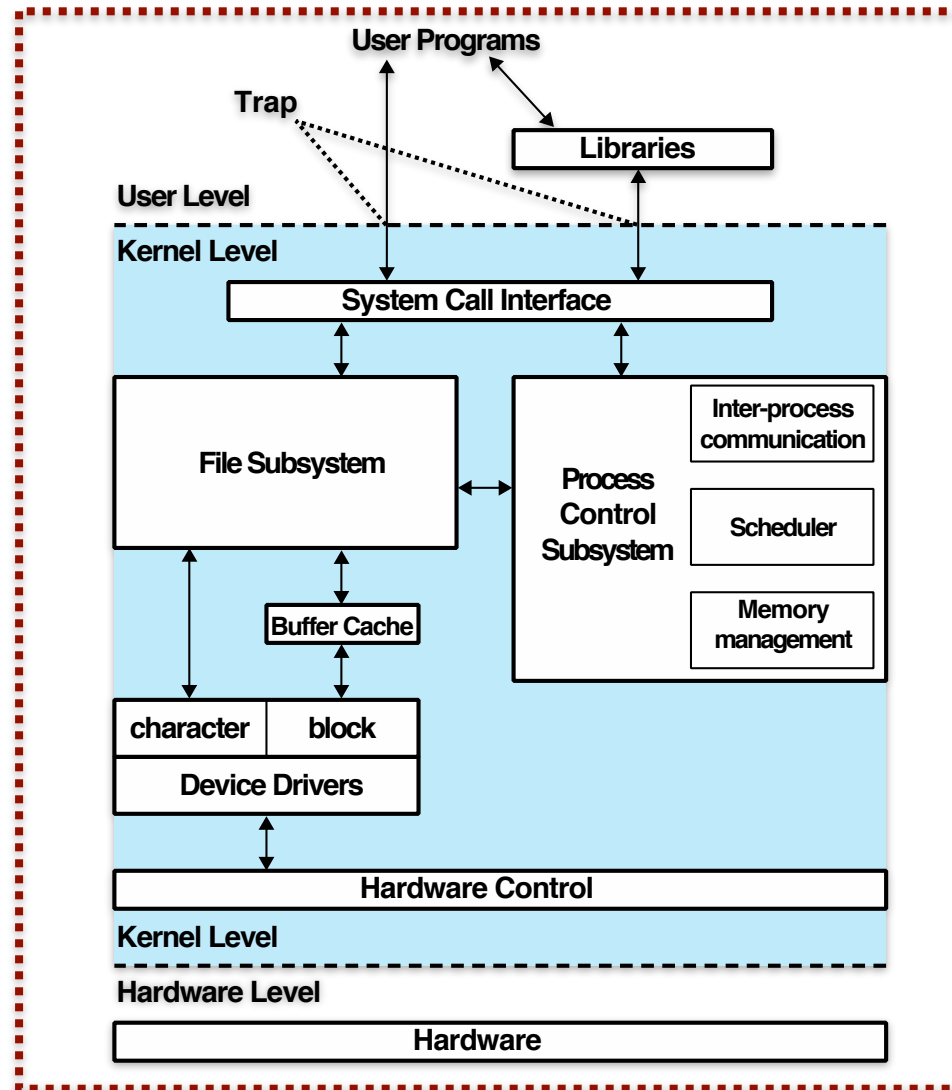 User Programs
Trap
Libraries
User Level
Kernel Level
System Call Interface
File Subsystem
Process
Control
Subsystem
Inter-process
communication
Scheduler
Memory
management
Buffer Cache
character
block
Device Drivers
Hardware Control
Kernel Level
Hardware Level
Hardware